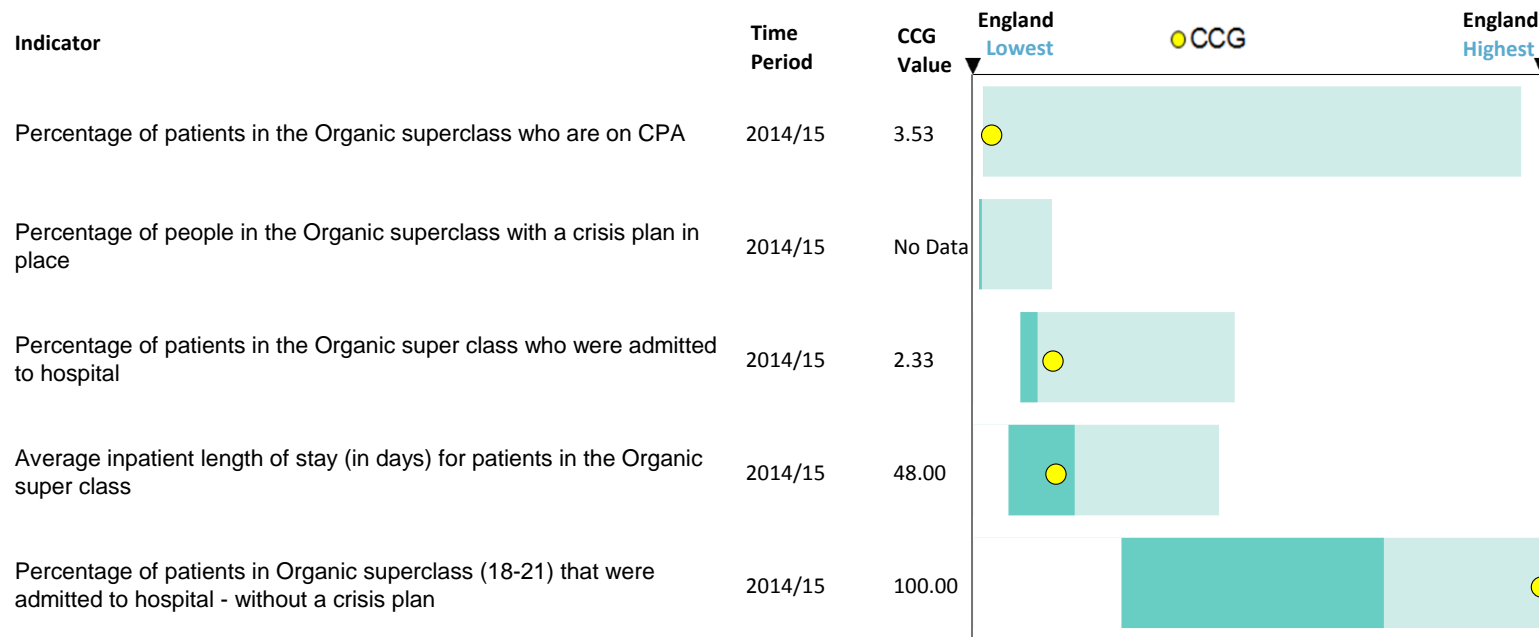 Indicator
Time
Period
CCG
Value
England
Lowest
CCG
England
Highest
Percentage of patients in the Organic superclass who are on CPA
2014/15
3.53
Percentage of people in the Organic superclass with a crisis plan in
place
2014/15
No Data
Percentage of patients in the Organic super class who were admitted
to hospital
2014/15
2.33
Average inpatient length of stay (in days) for patients in the Organic
super class
2014/15
48.00
Percentage of patients in Organic superclass (18-21) that were
admitted to hospital - without a crisis plan
2014/15
100.00